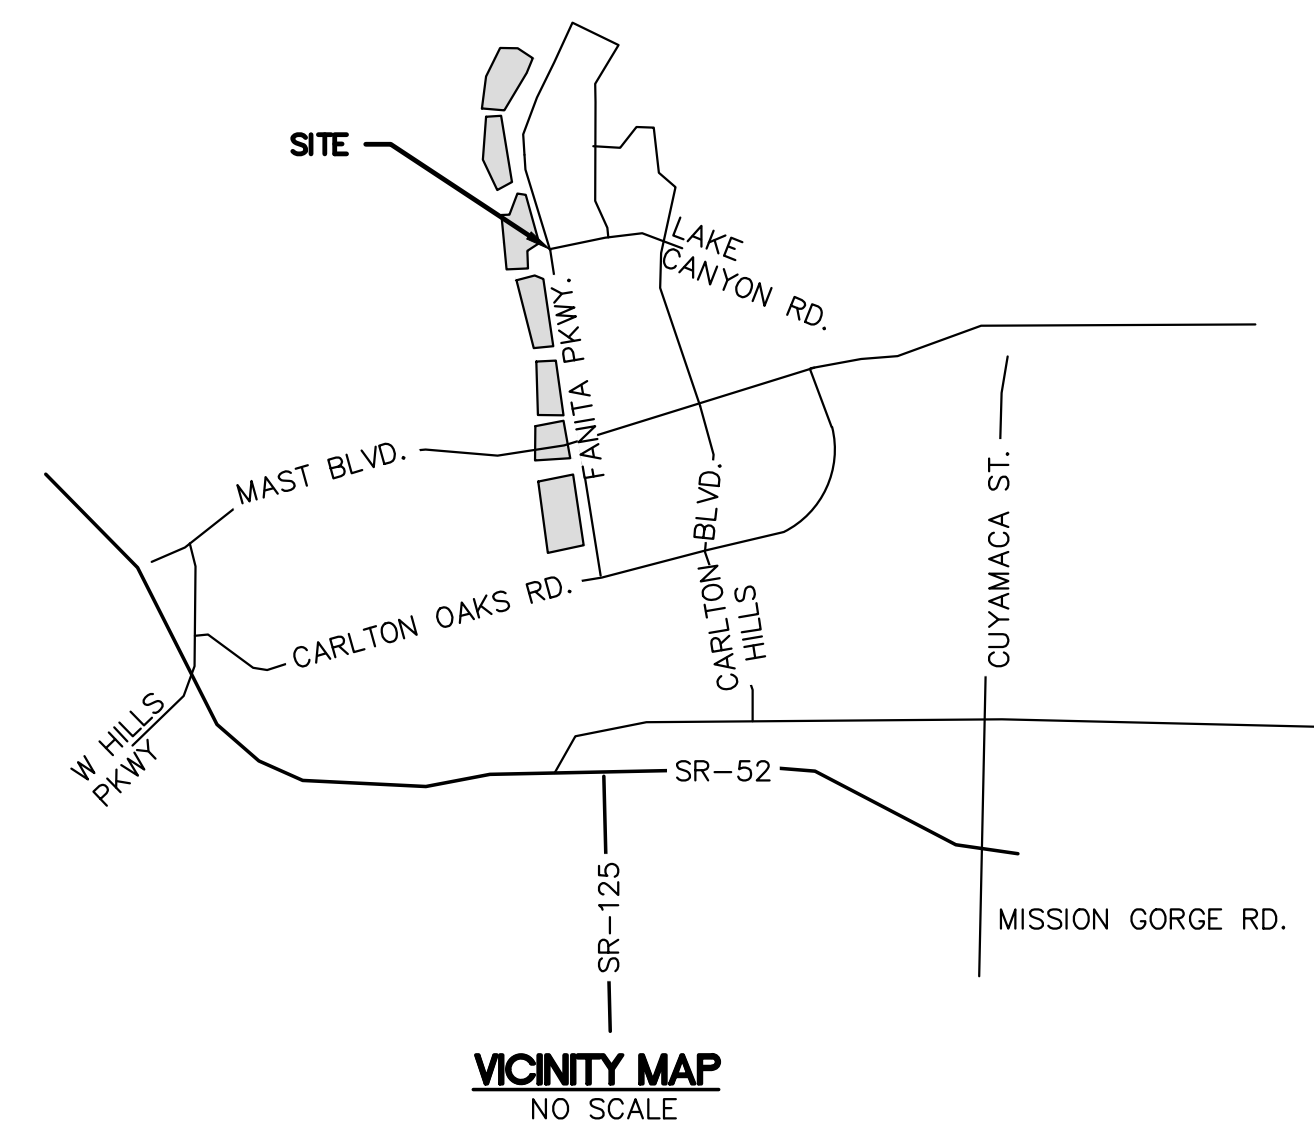 SITE
LAKE
CANYON RD.
FANITA PKWY.
MAST BLVD.
CARLTON OAKS RD.
BLVD.
CARLTON
HILLS
CUYAMACA ST.
W HILLS
PKWY
SR-52
SR-125
MISSION GORGE RD.
VICINITY MAP
NO SCALE